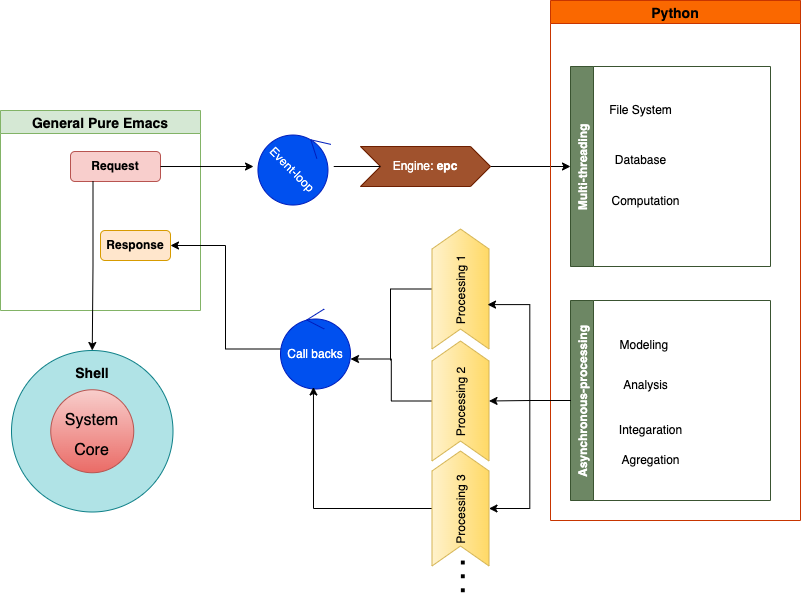 Python
General Pure Emacs
Request
Event-loop
Engine: epc
Multi-threading
File System
Database
Computation
Response
Call backs
Processing 1
Processing 2
Processing 3
Asynchronous-processing
Modeling
Analysis
Integaration
Agregation
Shell
System
Core